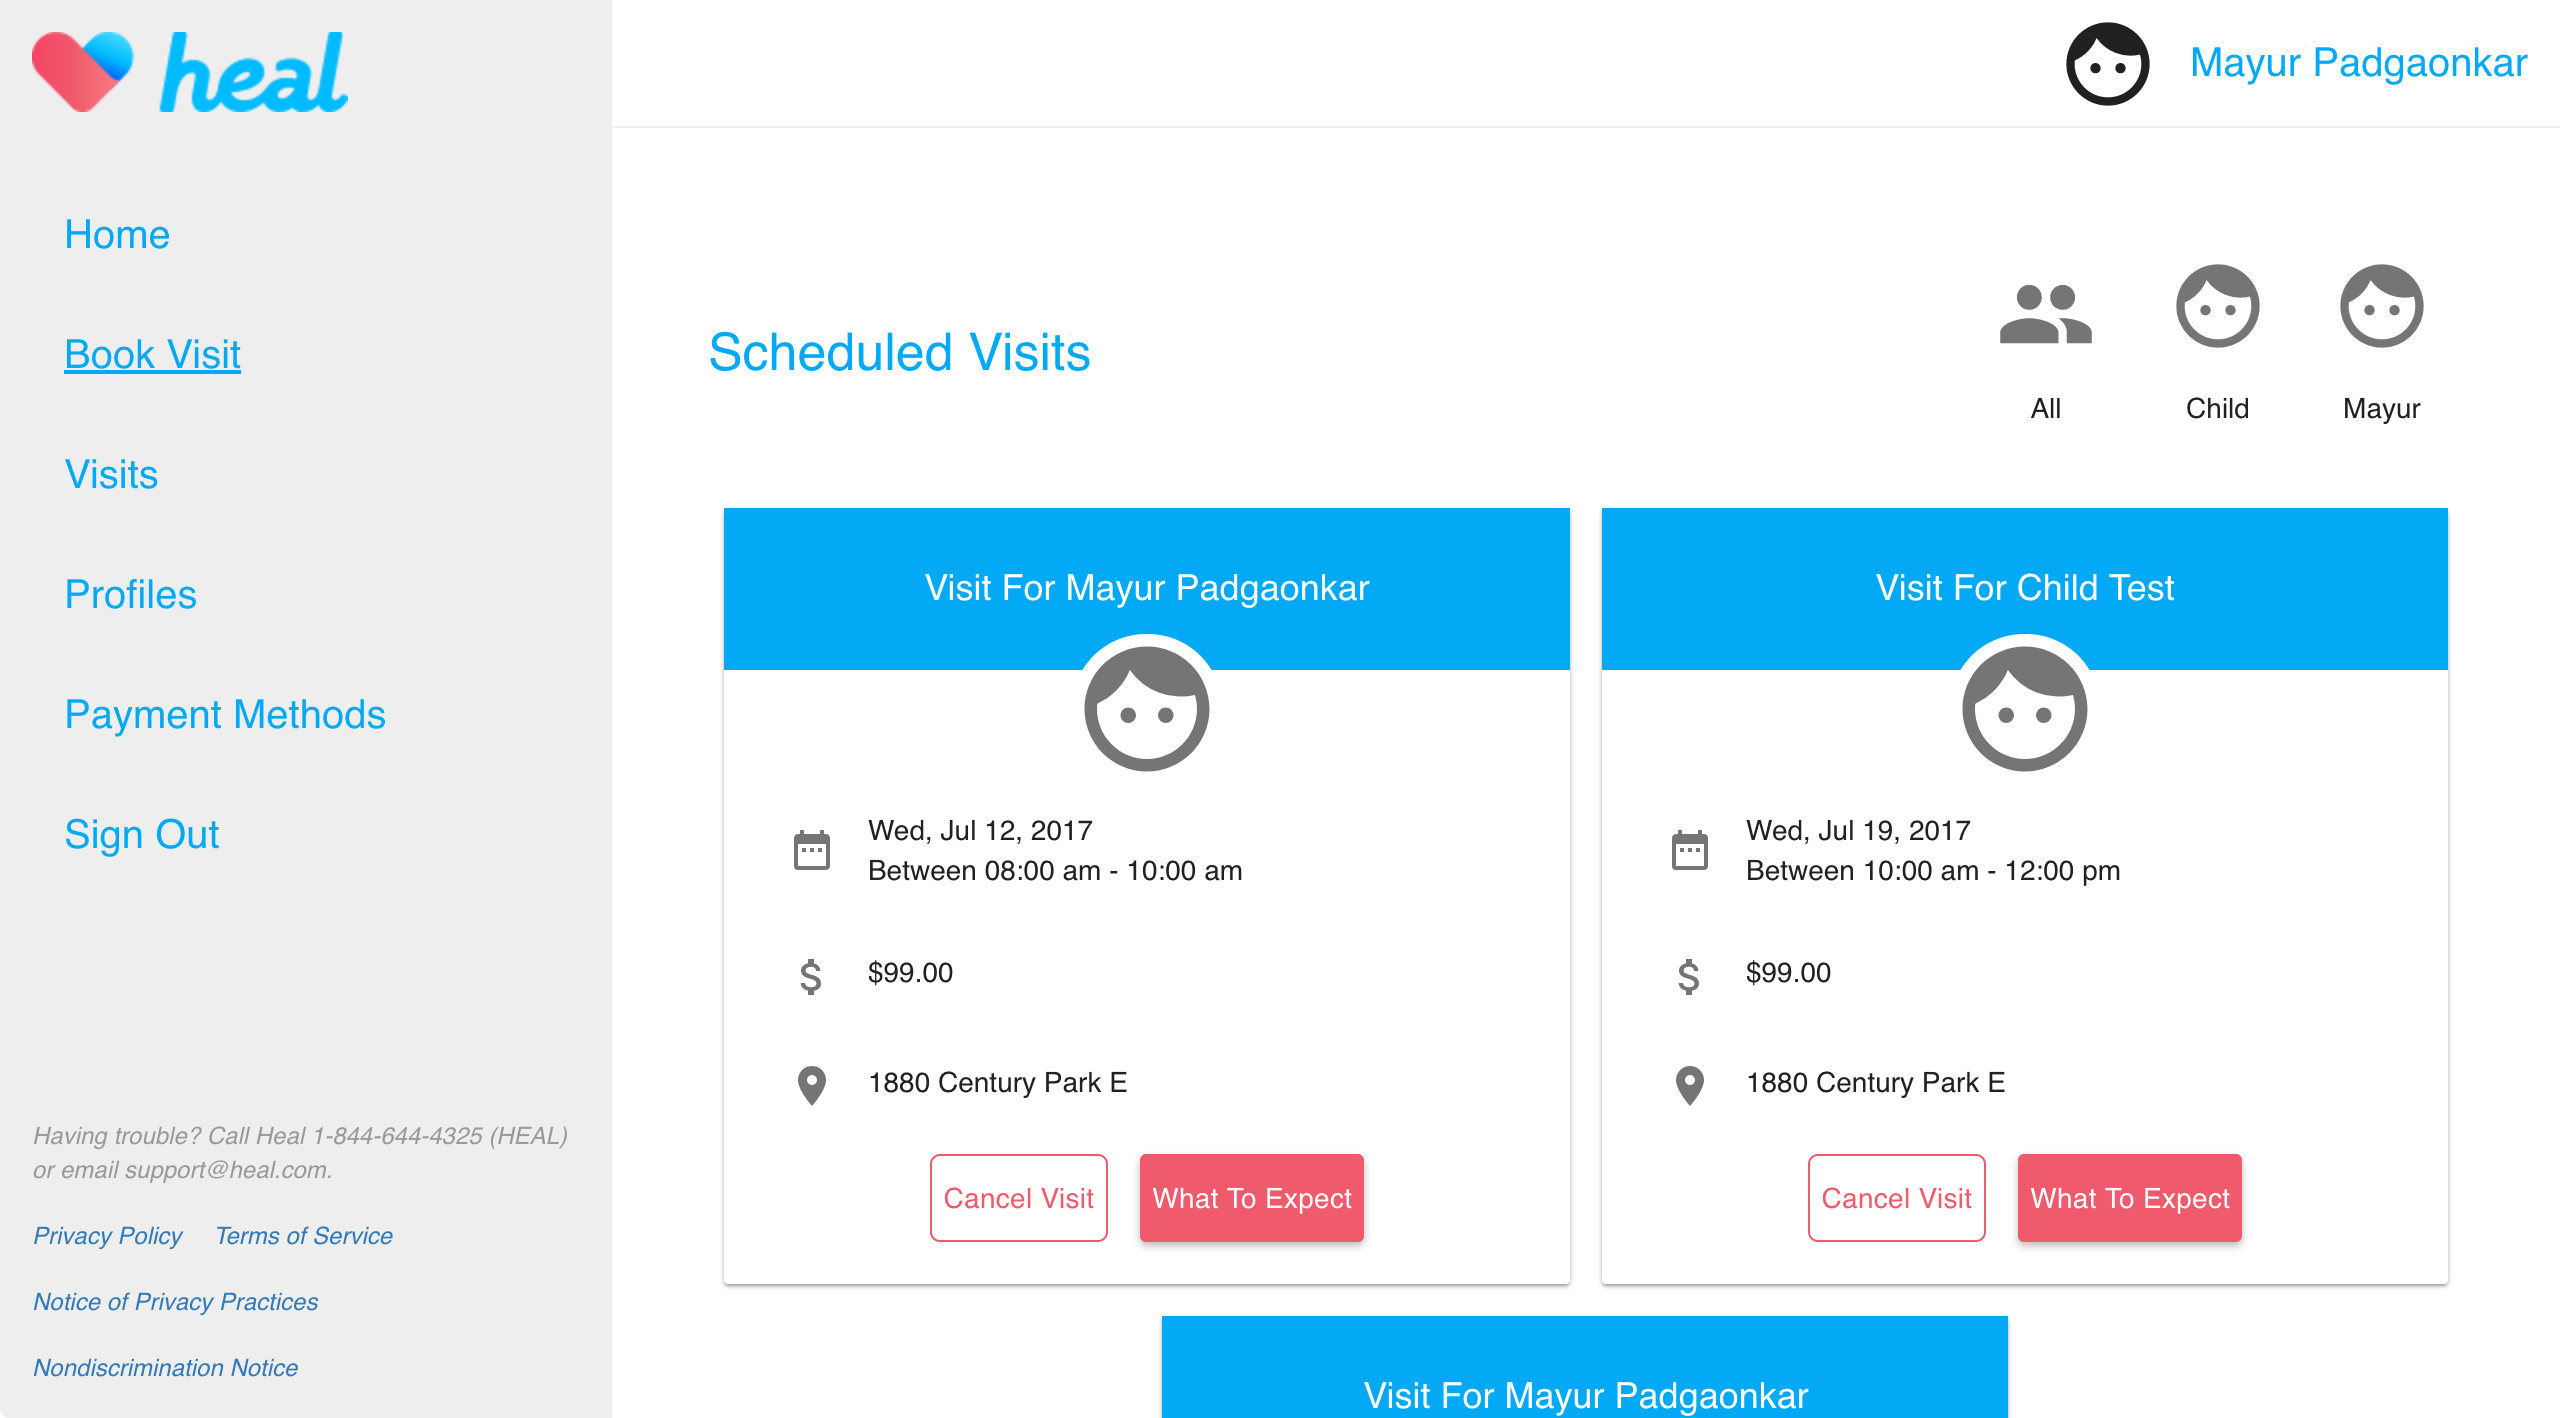 heal
Mayur Padgaonkar
Home
Book Visit
Visits
Profiles
Payment Methods
Sign Out
Having trouble? Call Heal 1-844-644-4325 (HEAL)
or email support@heal.com.
Privacy Policy Terms of Service
Notice of Privacy Practices
Nondiscrimination Notice
Scheduled Visits
All Child Mayur
Visit For Mayur Padgaonkar
Wed, Jul 12, 2017
Between 08:00 am - 10:00 am
$99.00
1880 Century Park E
Cancel Visit What To Expect
Visit For Child Test
Wed, Jul 19, 2017
Between 10:00 am - 12:00 pm
$99.00
1880 Century Park E
Cancel Visit What To Expect
Visit For Mayur Padgaonkar